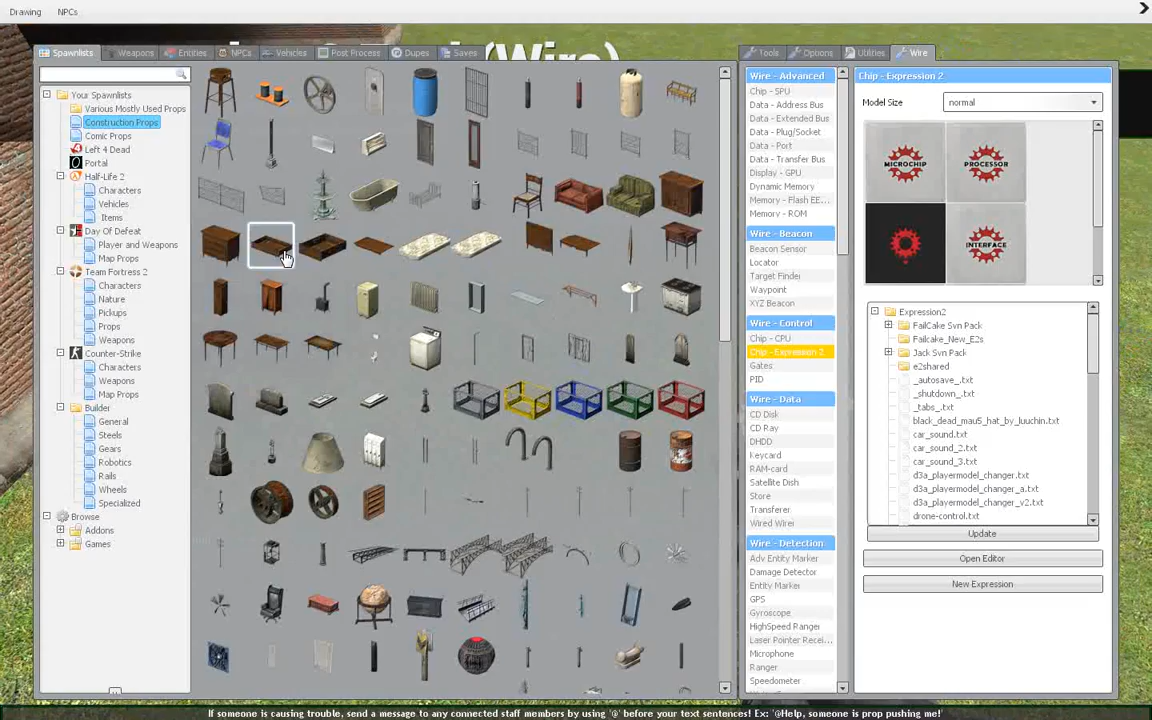 Drawing NPCs
(Wire)
Spawnlists Weapons Entities NPCs Vehicles Post Process Dupes Saves
Tools Options Utilities Wire
Your Spawnlists
Various Mostly Used Props
Construction Props
Comic Props
Left 4 Dead
Portal
Half-Life 2
Characters
Vehicles
Items
Day Of Defeat
Player and Weapons
Map Props
Team Fortress 2
Characters
Nature
Pickups
Props
Weapons
Counter-Strike
Characters
Weapons
Map Props
Builder
General
Steels
Gears
Robotics
Rails
Wheels
Specialized
Browse
Addons
Games
Wire - Advanced
Chip - SPU
Data - Address Bus
Data - Extended Bus
Data - Plug/Socket
Data - Port
Data - Transfer Bus
Display - GPU
Dynamic Memory
Memory - Flash EE...
Memory - ROM
Wire - Beacon
Beacon Sensor
Locator
Target Finder
Waypoint
XYZ Beacon
Wire - Control
Chip - CPU
Chip - Expression 2
Gates
PID
Wire - Data
CD Disk
CD Ray
DHDD
Keycard
RAM-card
Satellite Dish
Store
Transferer
Wired Wirer
Wire - Detection
Adv Entity Marker
Damage Detector
Entity Marker
GPS
Gyroscope
HighSpeed Ranger
Laser Pointer Recei...
Microphone
Ranger
Speedometer
Chip - Expression 2
Model Size normal
MICROCHIP PROCESSOR
INTERFACE
Expression2
FailCake Svn Pack
Failcake_New_E2s
Jack Svn Pack
e2shared
_autosave_.txt
_shutdown_.txt
_tabs_.txt
black_dead_mau5_hat_by_luuchin.txt
car_sound.txt
car_sound_2.txt
car_sound_3.txt
d3a_playermodel_changer.txt
d3a_playermodel_changer_a.txt
d3a_playermodel_changer_v2.txt
drone-control.txt
Update
Open Editor
New Expression
If someone is causing trouble, send a message to any connected staff members by using '@' before your text sentences! Ex: '@Help, someone is prop pushing me!'